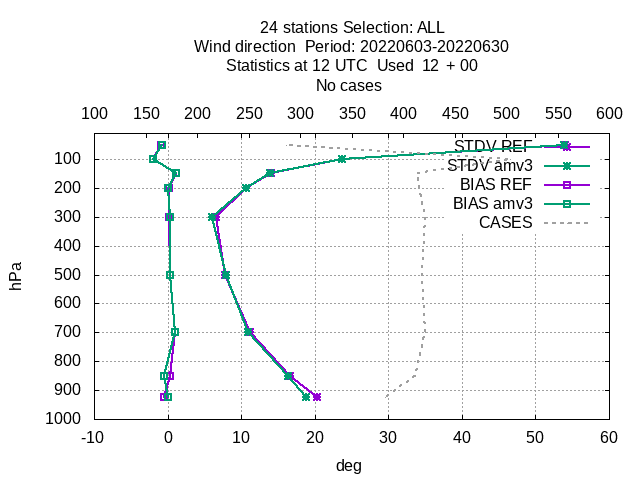 24 stations Selection: ALL
Wind direction  Period: 20220603-20220630
Statistics at 12 UTC  Used  12  + 00
No cases
100 150 200 250 300 350 400 450 500 550 600
STDV REF
STDV amv3
BIAS REF
BIAS amv3
CASES
100
200
300
400
500
600
700
800
900
1000
hPa
-10 0 10 20 30 40 50 60
deg